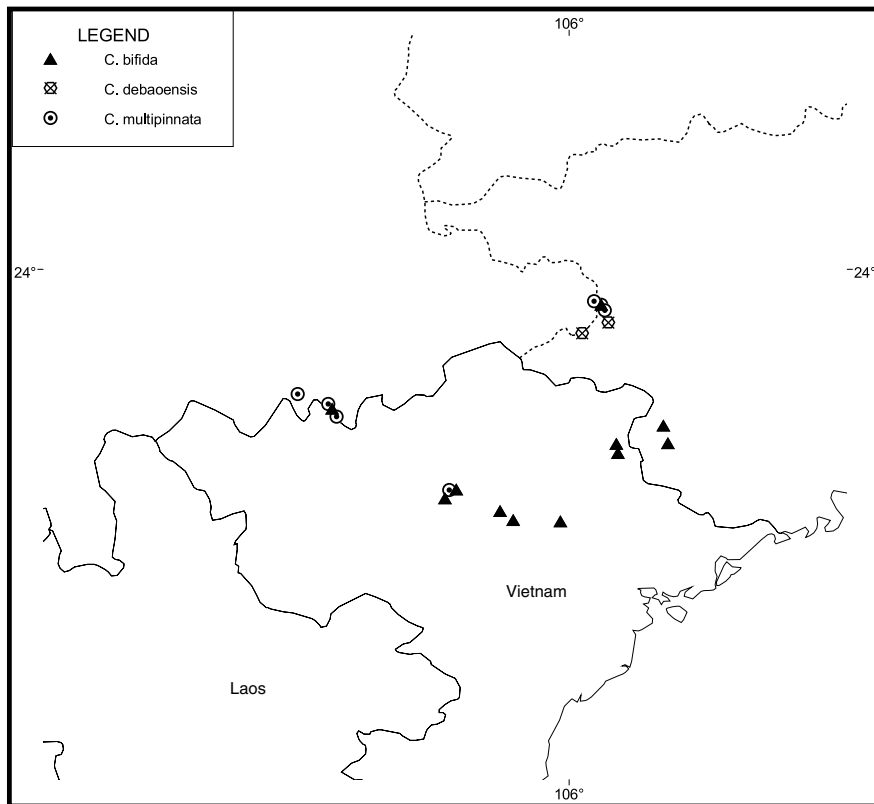 LEGEND
C. bifida
C. debaoensis
C. multipinnata
106°
24°
24°
Vietnam
Laos
106°